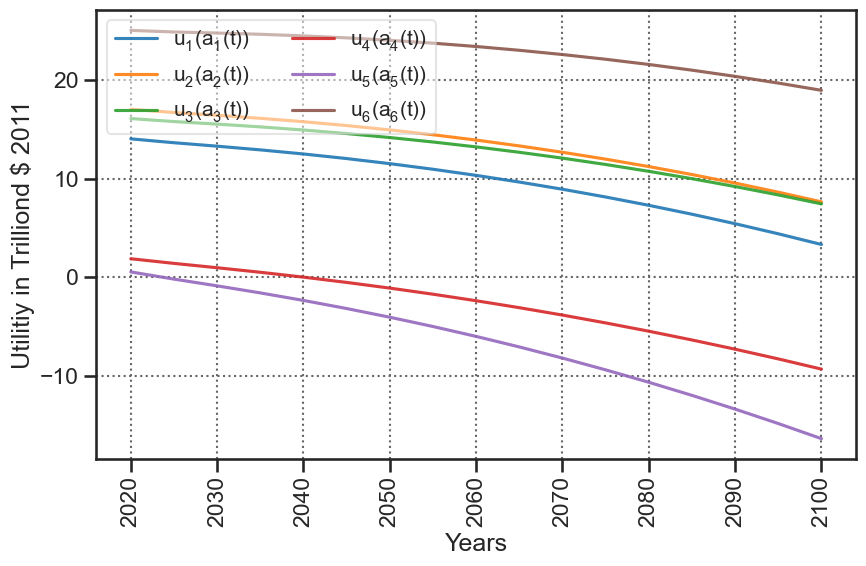 u1(a1(t)) u4(a4(t))
u2(a2(t)) u5(a5(t))
u3(a3(t)) u6(a6(t))
20
10
0
−10
Utilitiy in Trilliond $ 2011
2020 2030 2040 2050 2060 2070 2080 2090 2100
Years